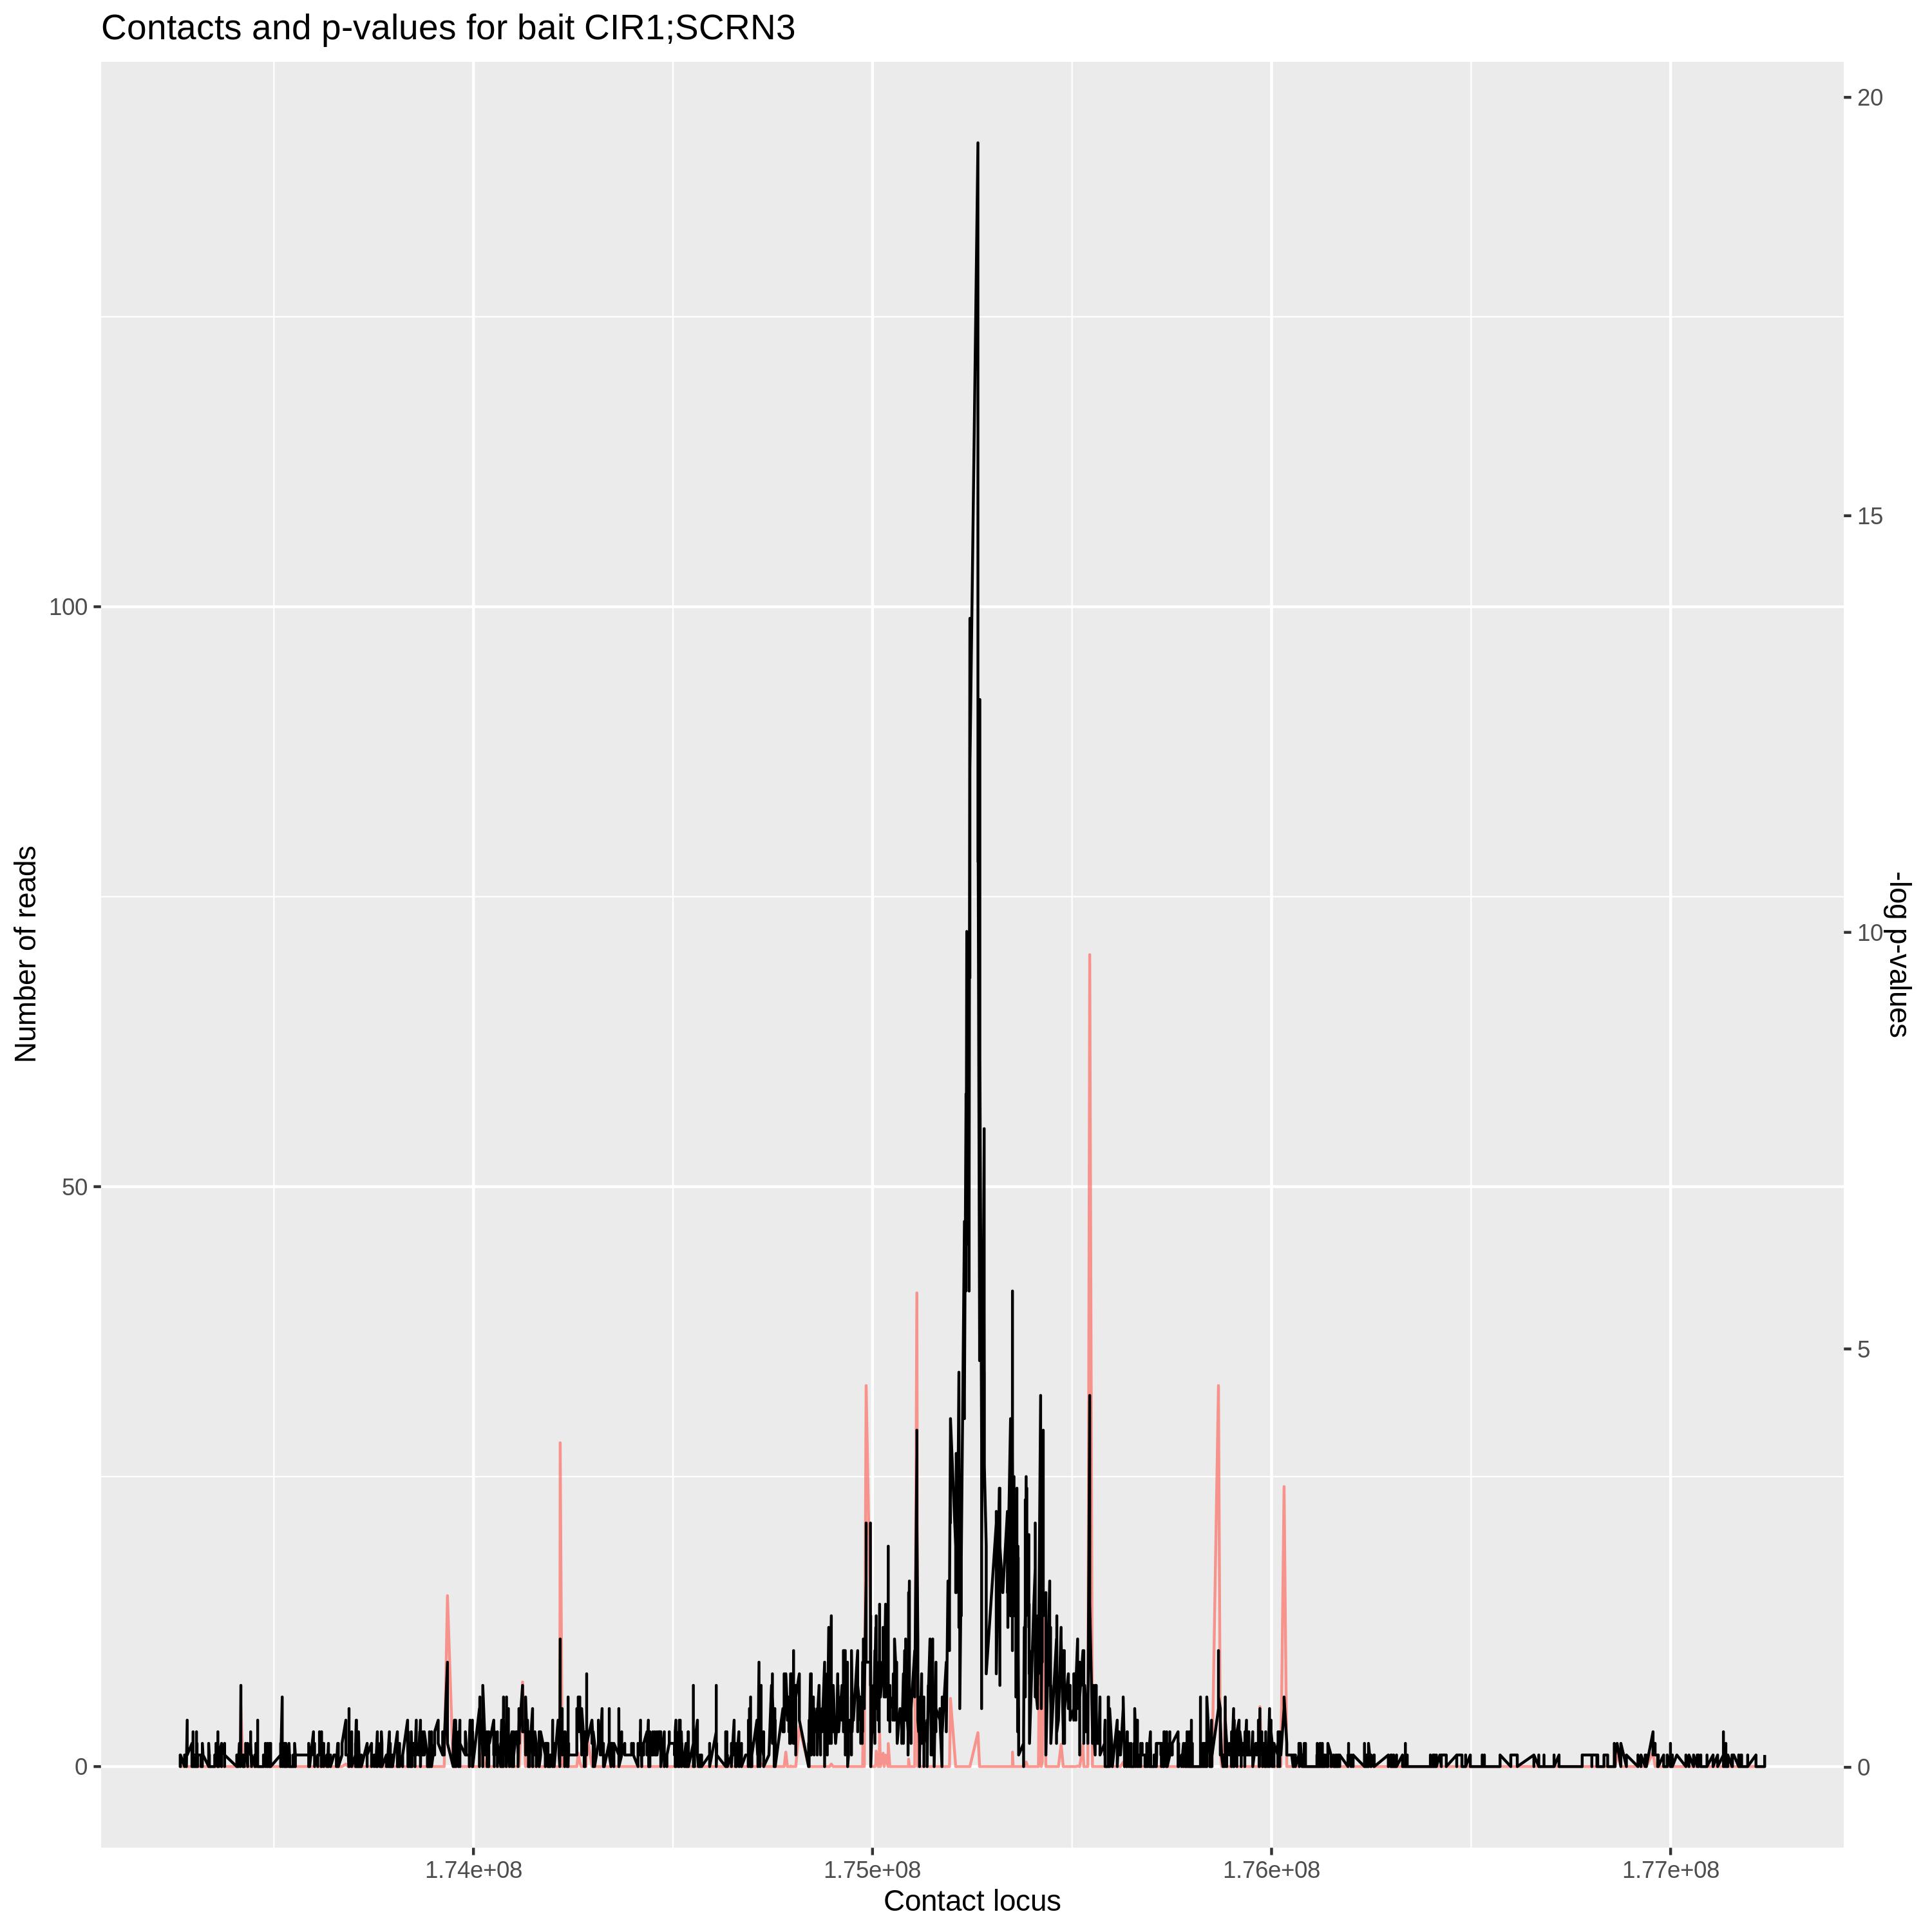 Contacts and p-values for bait CIR1;SCRN3
20
15
100
Number of reads
-log p-values
10
50
5
0
0
1.74e+08
1.75e+08
1.76e+08
1.77e+08
Contact locus